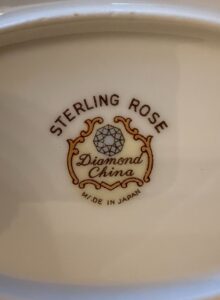 STERLING ROSE
Diamond
China
MADE IN JAPAN